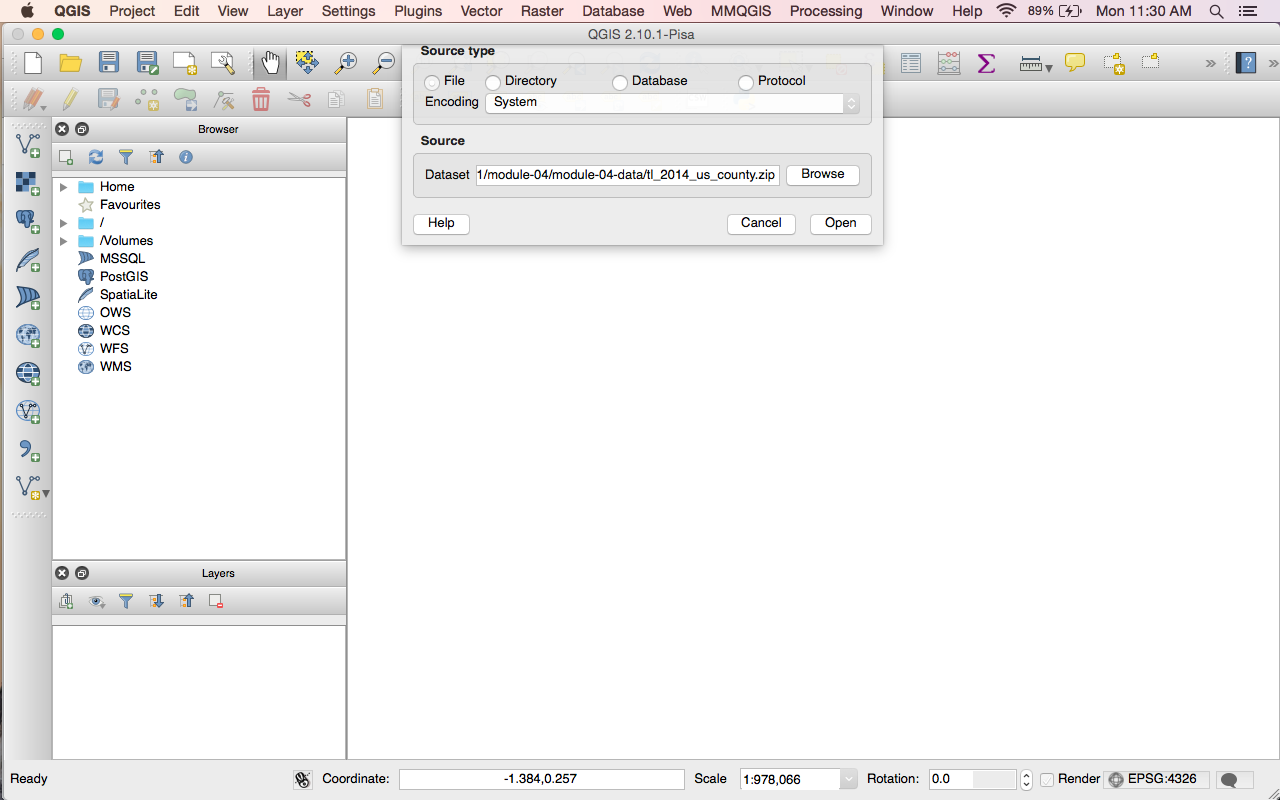 QGIS Project Edit View Layer Settings Plugins Vector Raster Database Web MMQGIS Processing Window Help 89% Mon 11:30 AM
QGIS 2.10.1-Pisa
Source type
File Directory Database Protocol
Encoding System
Source
Dataset 1/module-04/module-04-data/tl_2014_us_county.zip Browse
Help Cancel Open
Browser
Home
Favourites
/
/Volumes
MSSQL
PostGIS
SpatiaLite
OWS
WCS
WFS
WMS
Layers
Ready Coordinate: -1.384,0.257 Scale 1:978,066 Rotation: 0.0 Render EPSG:4326